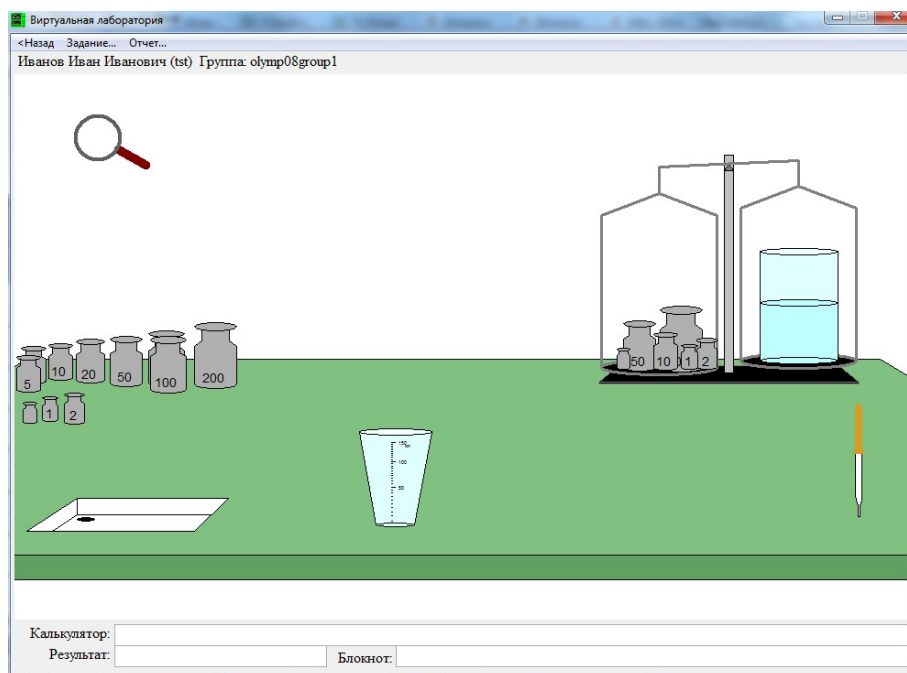 Виртуальная лаборатория
<Назад Задание... Отчет...
Иванов Иван Иванович (tst) Группа: olymp08group1
5 10 20 50 100 200
1 2
50 10 1 2
150
100
50
Калькулятор:
Результат: Блокнот: